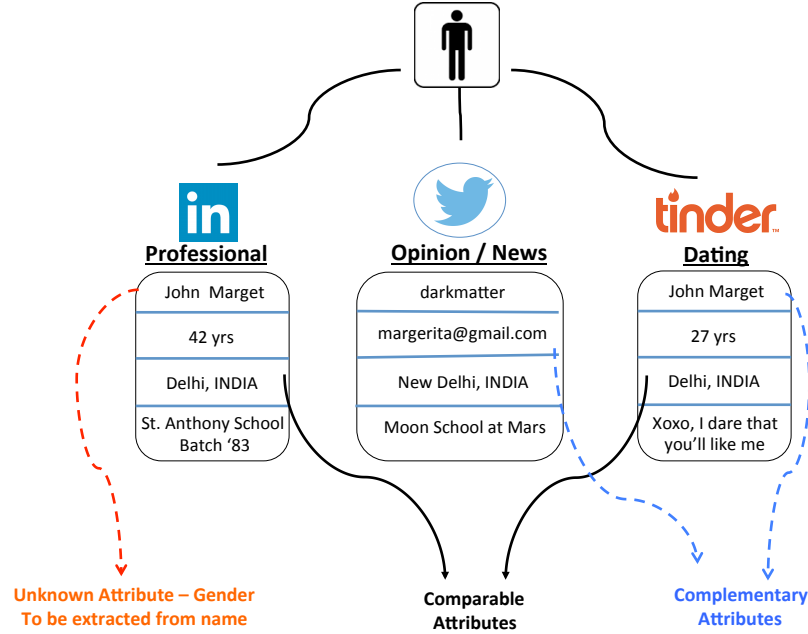 in
tinder™
Professional
Opinion / News
Dating
John Marget
42 yrs
Delhi, INDIA
St. Anthony School
Batch ‘83
darkmatter
margerita@gmail.com
New Delhi, INDIA
Moon School at Mars
John Marget
27 yrs
Delhi, INDIA
Xoxo, I dare that
you’ll like me
Unknown Attribute – Gender
To be extracted from name
Comparable
Attributes
Complementary
Attributes